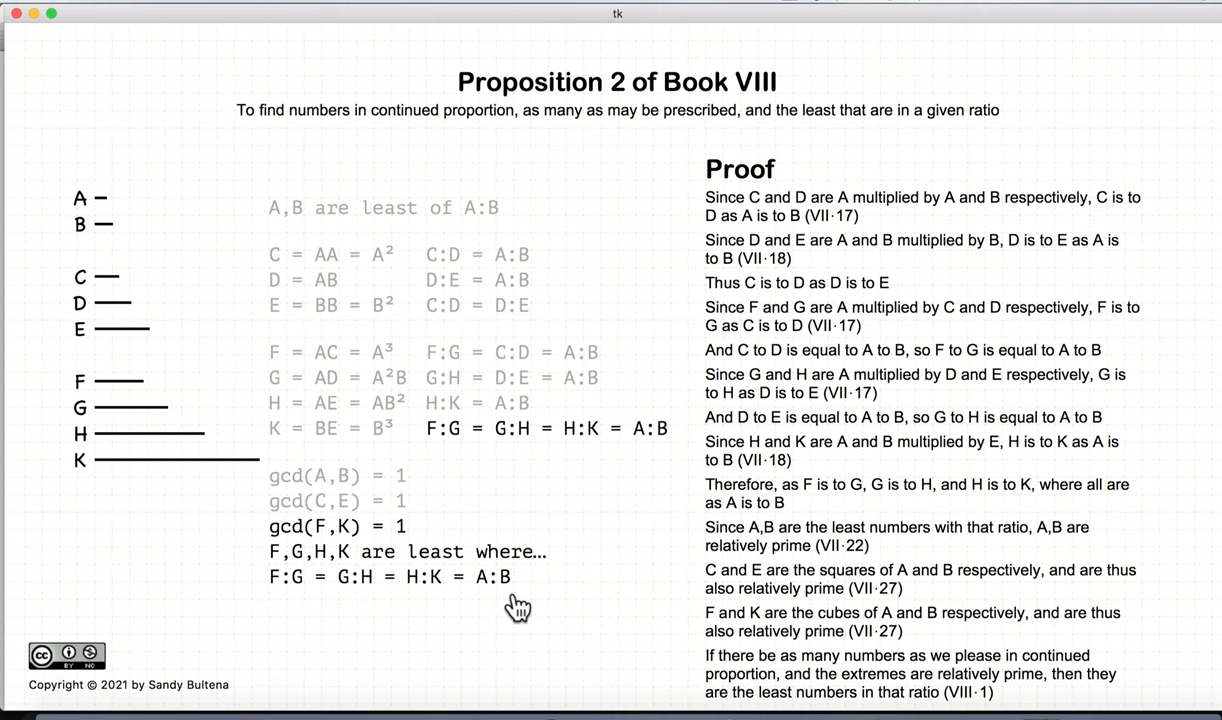 tk
Proposition 2 of Book VIII
To find numbers in continued proportion, as many as may be prescribed, and the least that are in a given ratio
A
B
C
D
E
F
G
H
K
A,B are least of A:B
C = AA = A² C:D = A:B
D = AB D:E = A:B
E = BB = B² C:D = D:E
F = AC = A³ F:G = C:D = A:B
G = AD = A²B G:H = D:E = A:B
H = AE = AB² H:K = A:B
K = BE = B³ F:G = G:H = H:K = A:B
gcd(A,B) = 1
gcd(C,E) = 1
gcd(F,K) = 1
F,G,H,K are least where…
F:G = G:H = H:K = A:B
Proof
Since C and D are A multiplied by A and B respectively, C is to
D as A is to B (VII·17)
Since D and E are A and B multiplied by B, D is to E as A is
to B (VII·18)
Thus C is to D as D is to E
Since F and G are A multiplied by C and D respectively, F is to
G as C is to D (VII·17)
And C to D is equal to A to B, so F to G is equal to A to B
Since G and H are A multiplied by D and E respectively, G is
to H as D is to E (VII·17)
And D to E is equal to A to B, so G to H is equal to A to B
Since H and K are A and B multiplied by E, H is to K as A is
to B (VII·18)
Therefore, as F is to G, G is to H, and H is to K, where all are
as A is to B
Since A,B are the least numbers with that ratio, A,B are
relatively prime (VII·22)
C and E are the squares of A and B respectively, and are thus
also relatively prime (VII·27)
F and K are the cubes of A and B respectively, and are thus
also relatively prime (VII·27)
If there be as many numbers as we please in continued
proportion, and the extremes are relatively prime, then they
are the least numbers in that ratio (VIII·1)
cc
BY NC
Copyright © 2021 by Sandy Bultena